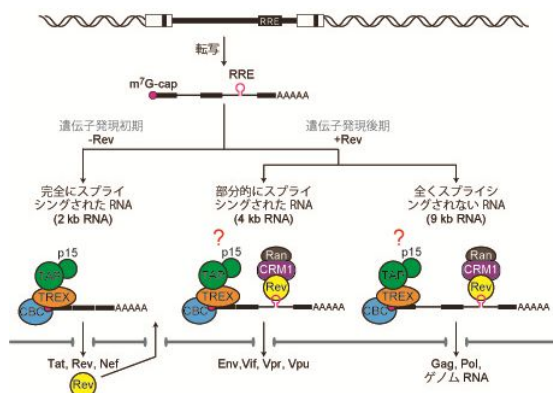 RRE
転写
RRE
m⁷G-cap
AAAAA
遺伝子発現初期
-Rev
遺伝子発現後期
+Rev
完全にスプライ
シングされた RNA
(2 kb RNA)
部分的にスプライ
シングされた RNA
(4 kb RNA)
全くスプライシ
ングされない RNA
(9 kb RNA)
p15
TAP
TREX
CBC
AAAAA
?
p15
TAP
TREX
CBC
Ran
CRM1
Rev
AAAAA
?
p15
TAP
TREX
CBC
Ran
CRM1
Rev
AAAAA
Tat, Rev, Nef
Rev
Env,Vif, Vpr, Vpu
Gag, Pol,
ゲノム RNA